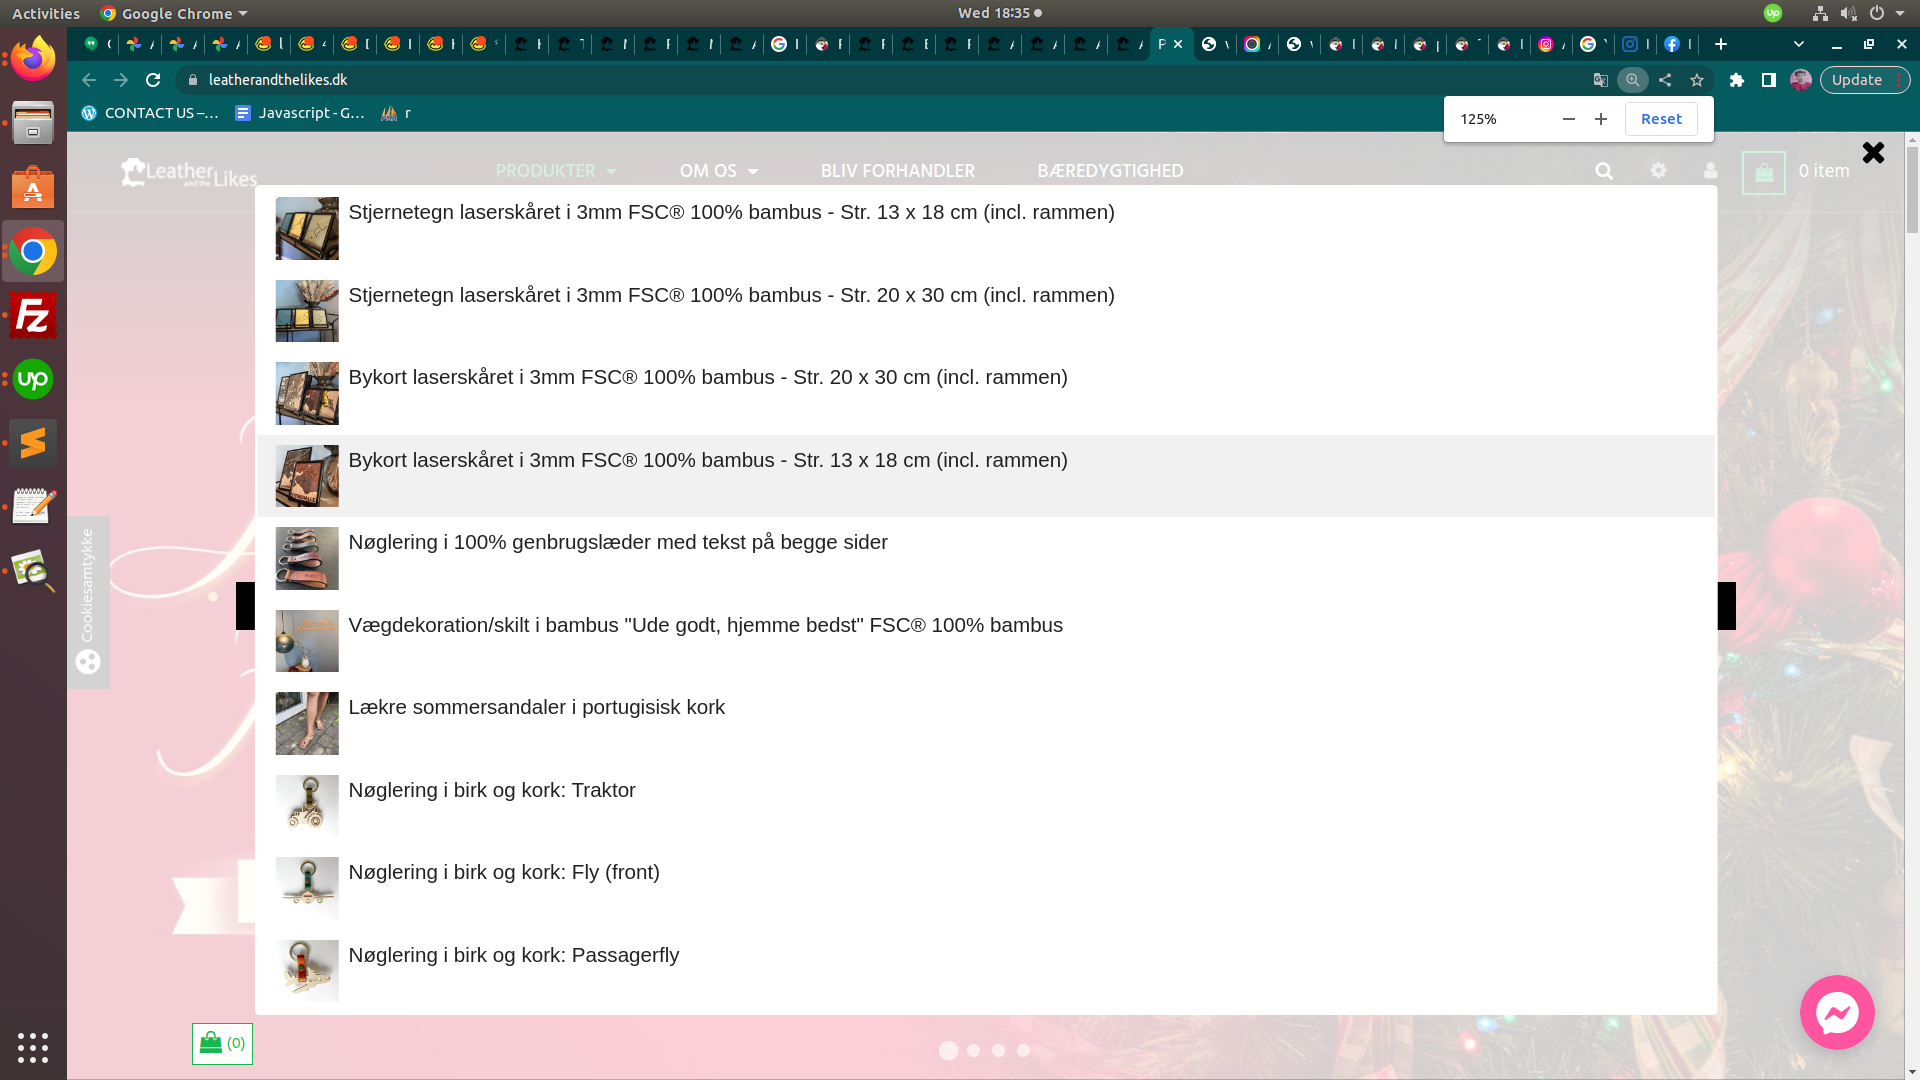 Activities
Google Chrome
Wed 18:35
Update
leatherandthelikes.dk
CONTACT US –...
Javascript - G...
r
125%
Reset
Leather
and the Likes
PRODUKTER
OM OS
BLIV FORHANDLER
BÆREDYGTIGHED
0 item
Stjernetegn laserskåret i 3mm FSC® 100% bambus - Str. 13 x 18 cm (incl. rammen)
Stjernetegn laserskåret i 3mm FSC® 100% bambus - Str. 20 x 30 cm (incl. rammen)
Bykort laserskåret i 3mm FSC® 100% bambus - Str. 20 x 30 cm (incl. rammen)
Bykort laserskåret i 3mm FSC® 100% bambus - Str. 13 x 18 cm (incl. rammen)
Nøglering i 100% genbrugslæder med tekst på begge sider
Vægdekoration/skilt i bambus "Ude godt, hjemme bedst" FSC® 100% bambus
Lækre sommersandaler i portugisisk kork
Nøglering i birk og kork: Traktor
Nøglering i birk og kork: Fly (front)
Nøglering i birk og kork: Passagerfly
Cookiesamtykke
(0)